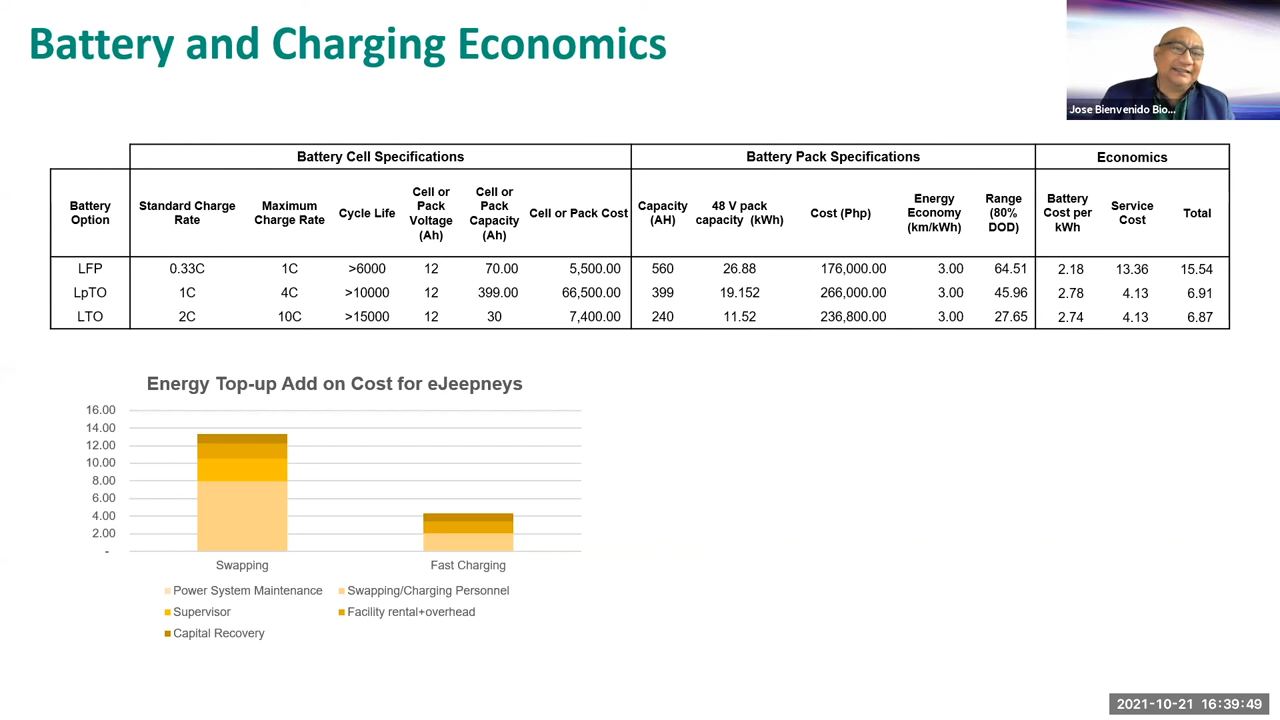 Battery and Charging Economics
Jose Bienvenido Bio...
Battery Cell Specifications Battery Pack Specifications Economics
Battery Option Standard Charge Rate Maximum Charge Rate Cycle Life Cell or Pack Voltage (Ah) Cell or Pack Capacity (Ah) Cell or Pack Cost Capacity (AH) 48 V pack capacity (kWh) Cost (Php) Energy Economy (km/kWh) Range (80% DOD) Battery Cost per kWh Service Cost Total
LFP 0.33C 1C >6000 12 70.00 5,500.00 560 26.88 176,000.00 3.00 64.51 2.18 13.36 15.54
LpTO 1C 4C >10000 12 399.00 66,500.00 399 19.152 266,000.00 3.00 45.96 2.78 4.13 6.91
LTO 2C 10C >15000 12 30 7,400.00 240 11.52 236,800.00 3.00 27.65 2.74 4.13 6.87
Energy Top-up Add on Cost for eJeepneys
16.00
14.00
12.00
10.00
8.00
6.00
4.00
2.00
-
Swapping Fast Charging
Power System Maintenance Swapping/Charging Personnel
Supervisor Facility rental+overhead
Capital Recovery
2021-10-21 16:39:49